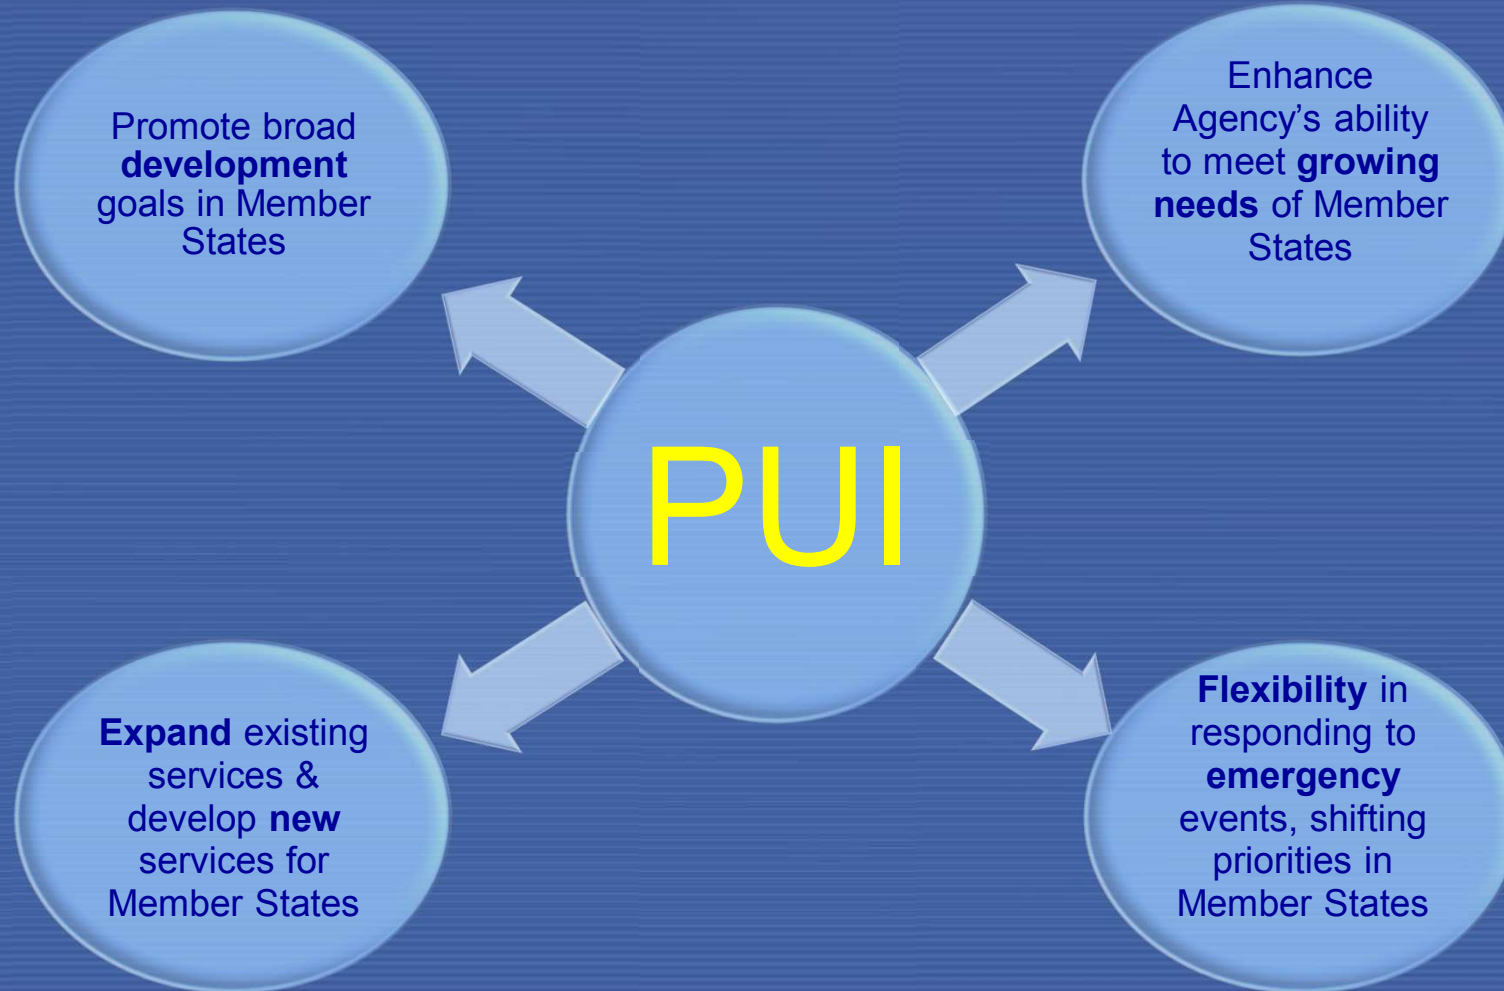 Promote broad
development
goals in Member
States
Enhance
Agency’s ability
to meet growing
needs of Member
States
PUI
Expand existing
services &
develop new
services for
Member States
Flexibility in
responding to
emergency
events, shifting
priorities in
Member States